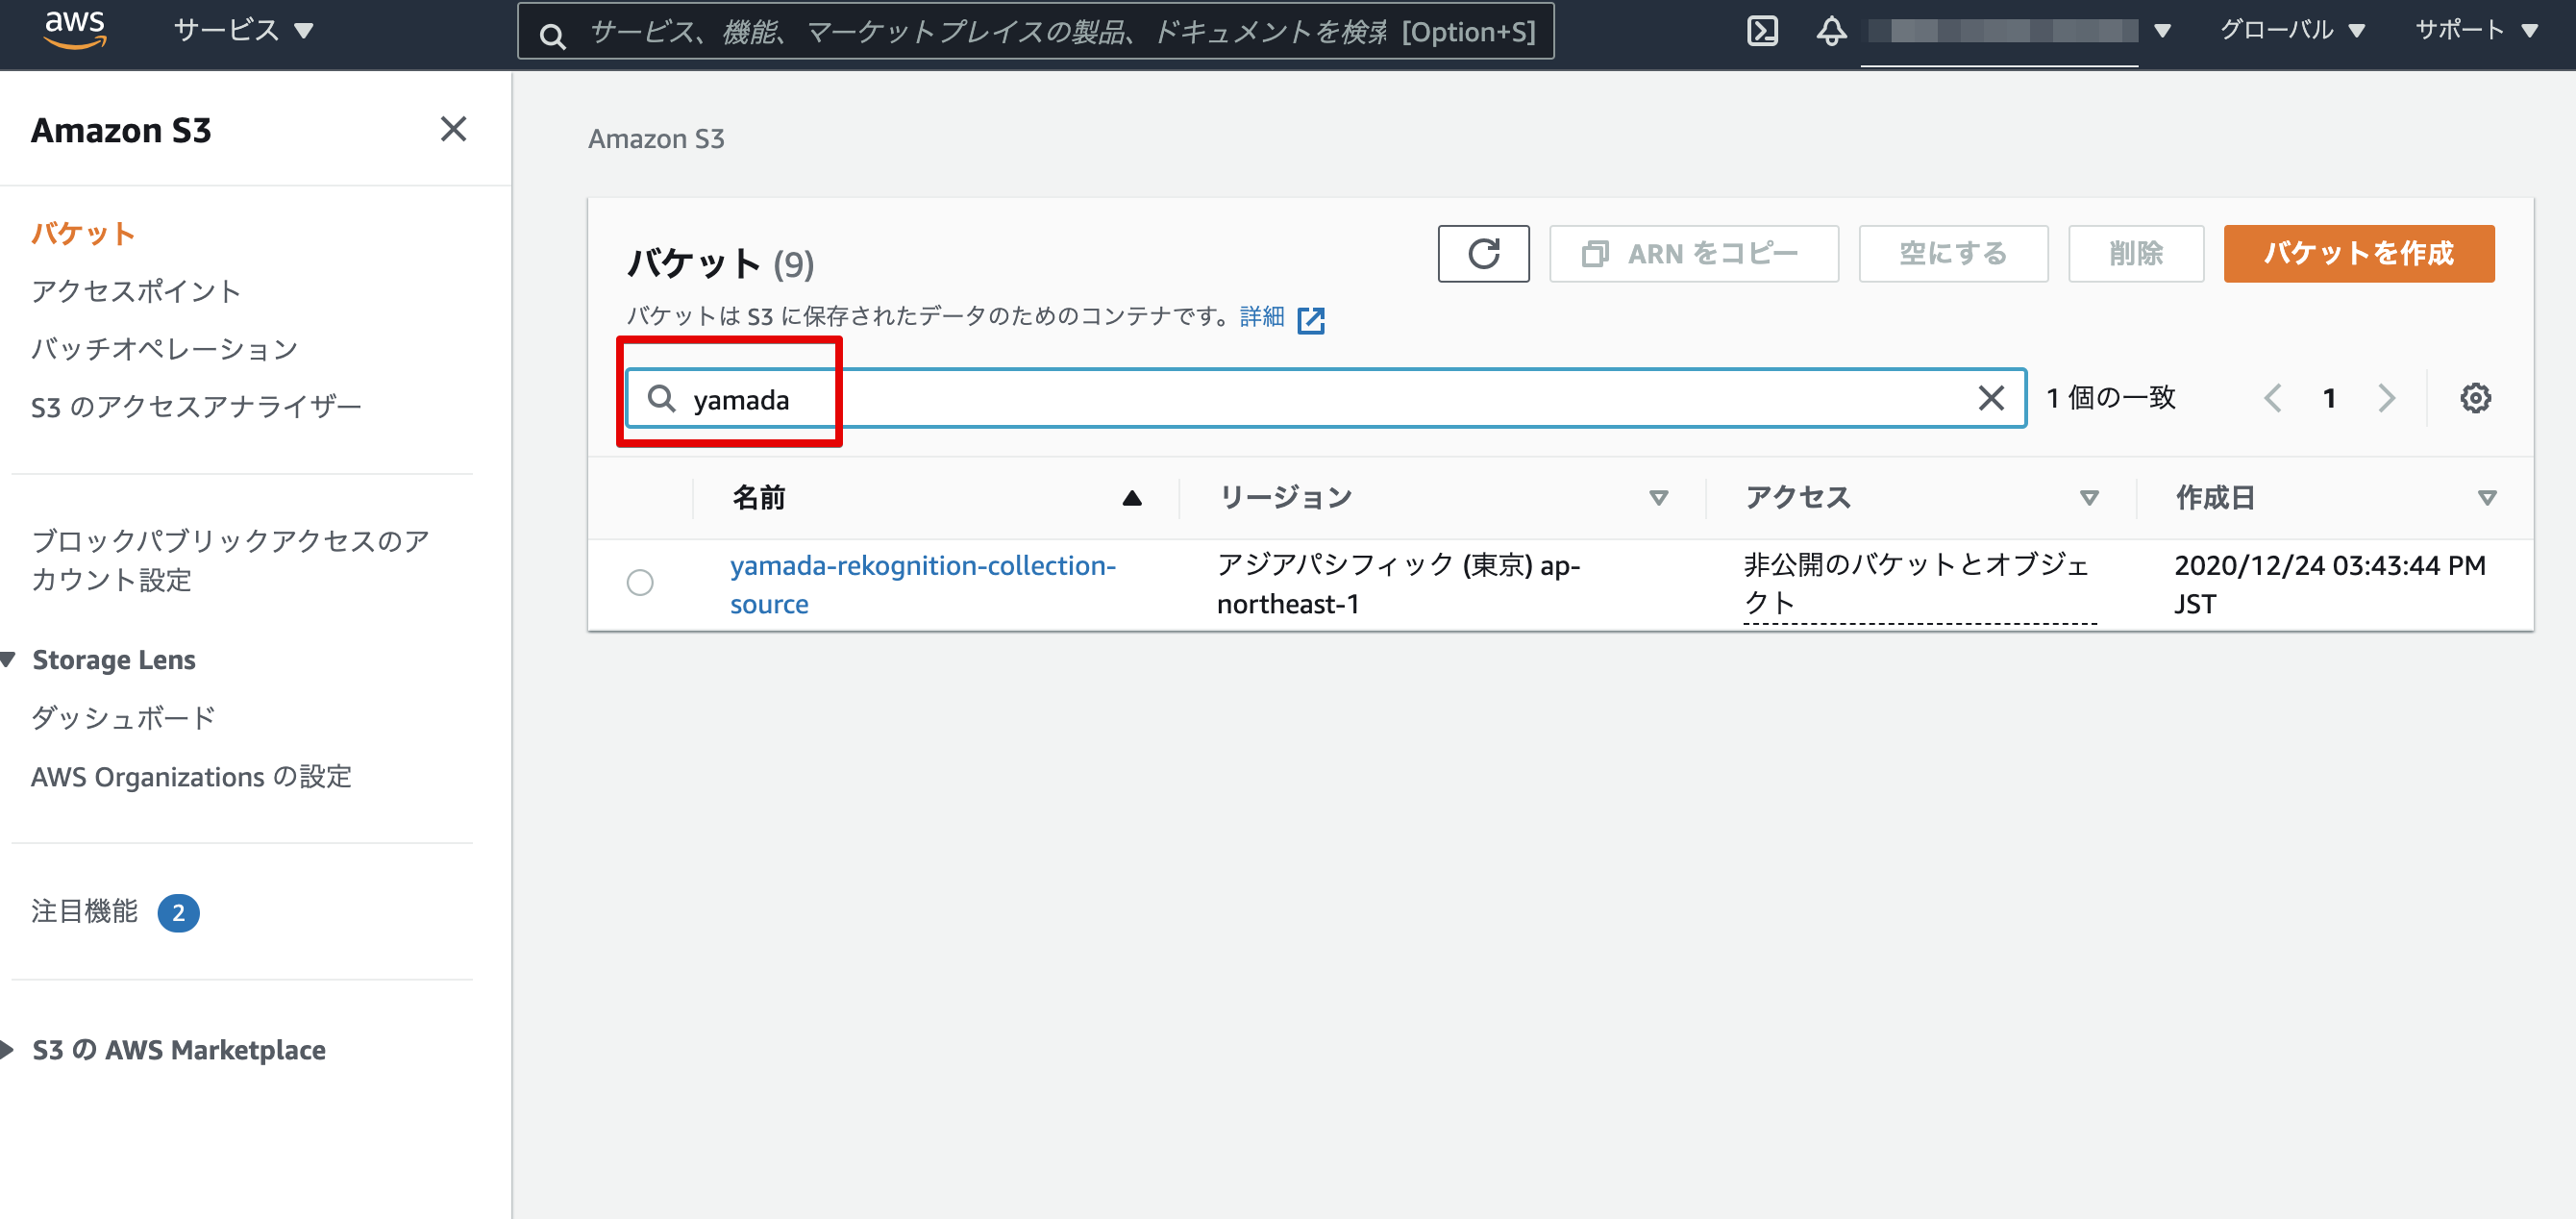 aws
サービス
サービス、機能、マーケットプレイスの製品、ドキュメントを検索 [Option+S]
グローバル
サポート
Amazon S3
バケット
アクセスポイント
バッチオペレーション
S3 のアクセスアナライザー
ブロックパブリックアクセスのア
カウント設定
Storage Lens
ダッシュボード
AWS Organizations の設定
注目機能 2
S3 の AWS Marketplace
Amazon S3
バケット (9)
ARN をコピー
空にする
削除
バケットを作成
バケットは S3 に保存されたデータのためのコンテナです。詳細
yamada
1 個の一致
1
名前
リージョン
アクセス
作成日
yamada-rekognition-collection-
source
アジアパシフィック (東京) ap-
northeast-1
非公開のバケットとオブジェ
クト
2020/12/24 03:43:44 PM
JST